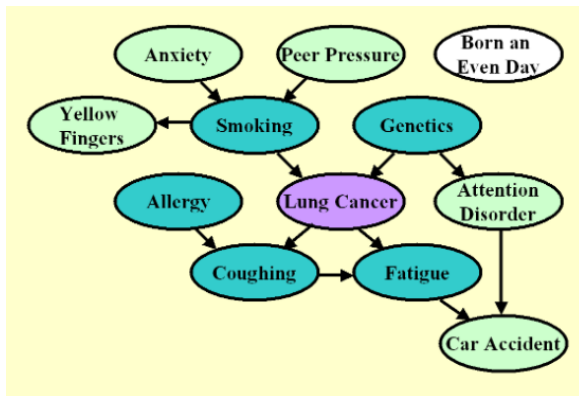 Anxiety
Peer Pressure
Born an
Even Day
Yellow
Fingers
Smoking
Genetics
Allergy
Lung Cancer
Attention
Disorder
Coughing
Fatigue
Car Accident